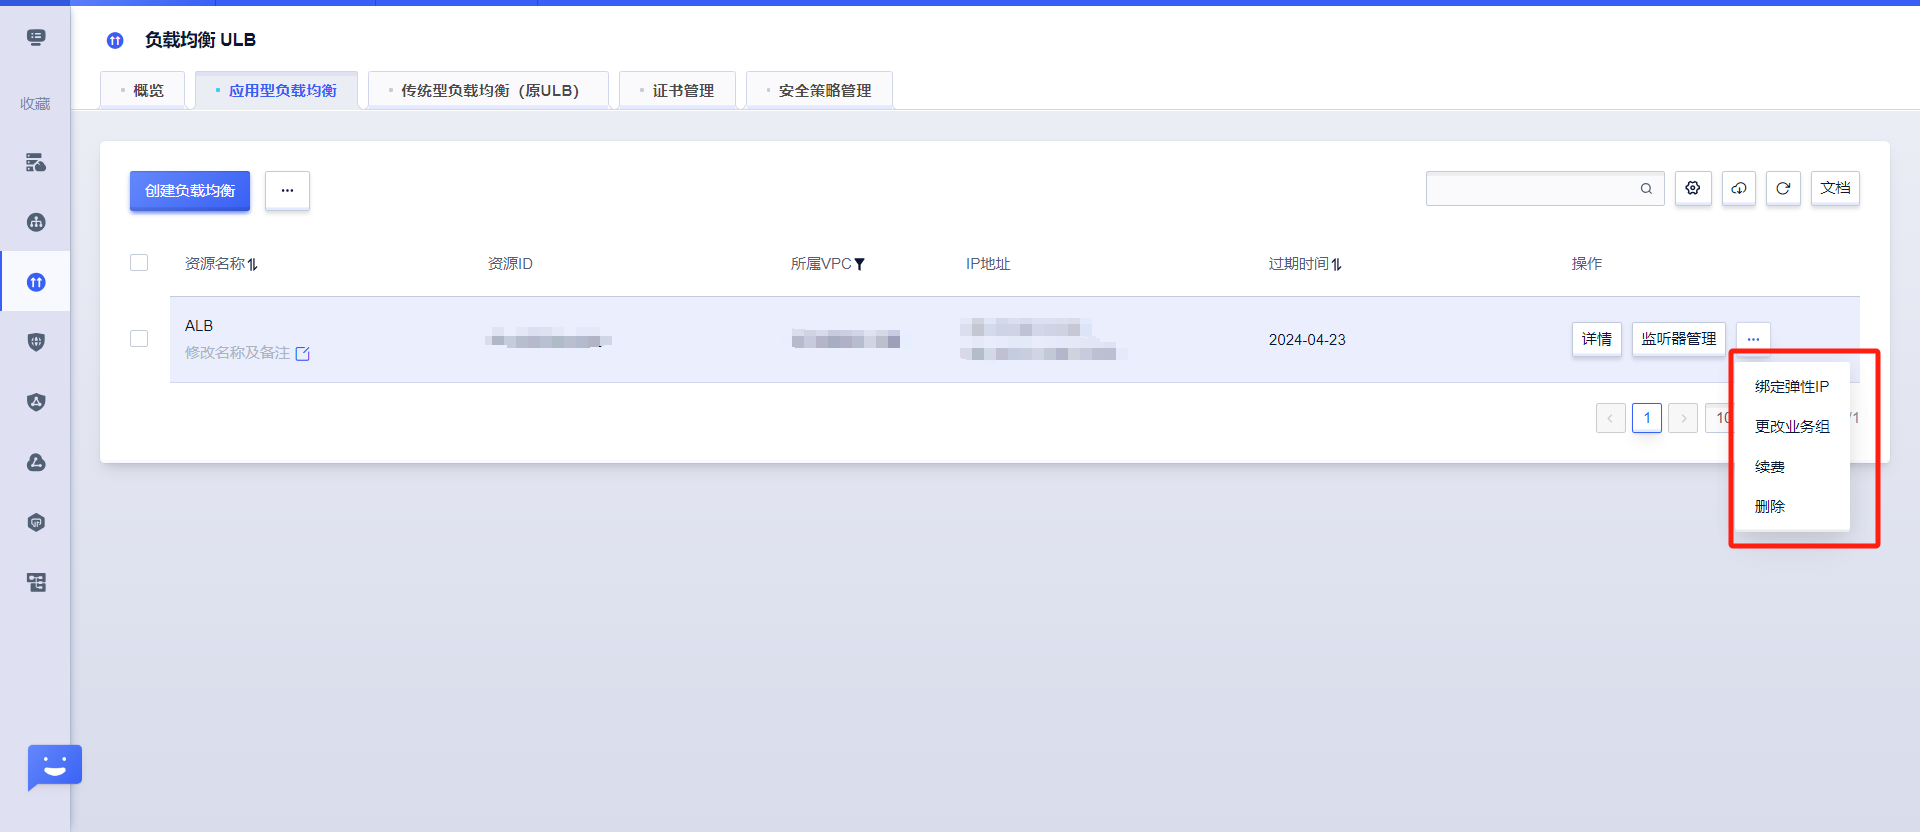 负载均衡 ULB
概览
应用型负载均衡
传统型负载均衡（原ULB）
证书管理
安全策略管理
收藏
创建负载均衡
...
文档
资源名称
资源ID
所属VPC
IP地址
过期时间
操作
ALB
修改名称及备注
2024-04-23
详情
监听器管理
...
绑定弹性IP
更改业务组
续费
删除
1
10
/1